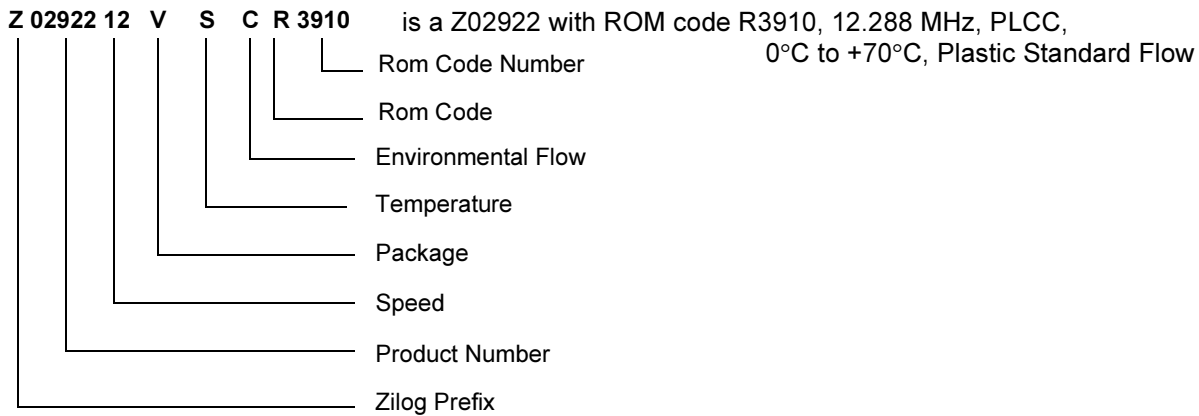 Z 02922 12 V S C R 3910 is a Z02922 with ROM code R3910, 12.288 MHz, PLCC,
0°C to +70°C, Plastic Standard Flow
Rom Code Number
Rom Code
Environmental Flow
Temperature
Package
Speed
Product Number
Zilog Prefix